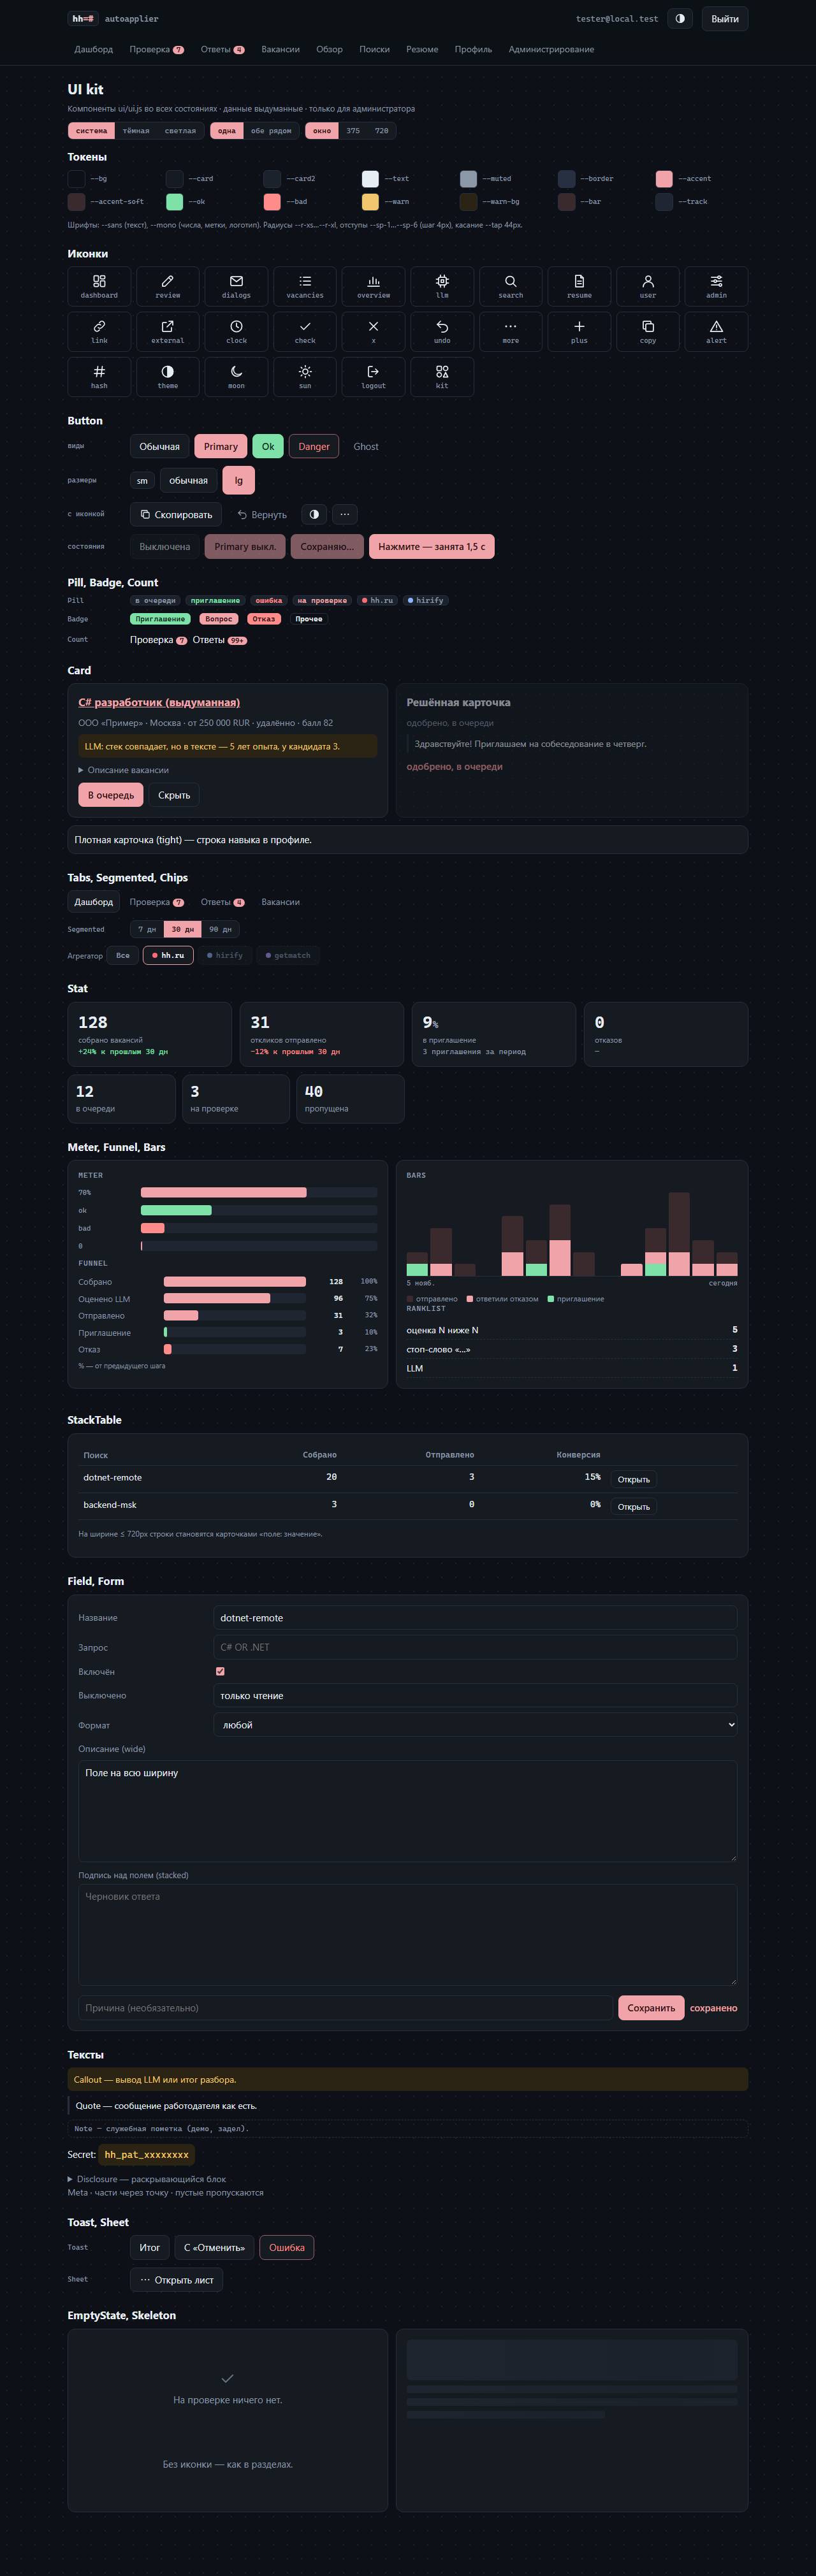 hh=# autoapplier tester@local.test Выйти
Дашборд Проверка 7 Ответы 4 Вакансии Обзор Поиски Резюме Профиль Администрирование
UI kit
Компоненты ui/ui.js во всех состояниях · данные выдуманные · только для администратора
система тёмная светлая одна обе рядом окно 375 720
Токены
--bg --card --card2 --text --muted --border --accent
--accent-soft --ok --bad --warn --warn-bg --bar --track
Шрифты: --sans (текст), --mono (числа, метки, логотип). Радиусы --r-xs…--r-xl, отступы --sp-1…--sp-6 (шаг 4px), касание --tap 44px.
Иконки
dashboard review dialogs vacancies overview llm search resume user admin
link external clock check x undo more plus copy alert
hash theme moon sun logout kit
Button
виды Обычная Primary Ok Danger Ghost
размеры sm обычная lg
с иконкой Скопировать Вернуть
состояния Выключена Primary выкл. Сохраняю… Нажмите — занята 1,5 с
Pill, Badge, Count
Pill в очереди приглашение ошибка на проверке hh.ru hirify
Badge Приглашение Вопрос Отказ Прочее
Count Проверка 7 Ответы 99+
Card
C# разработчик (выдуманная)
ООО «Пример» · Москва · от 250 000 RUR · удалённо · балл 82
LLM: стек совпадает, но в тексте — 5 лет опыта, у кандидата 3.
Описание вакансии
В очередь Скрыть
Решённая карточка
одобрено, в очереди
Здравствуйте! Приглашаем на собеседование в четверг.
одобрено, в очереди
Плотная карточка (tight) — строка навыка в профиле.
Tabs, Segmented, Chips
Дашборд Проверка 7 Ответы 4 Вакансии
Segmented 7 дн 30 дн 90 дн
Агрегатор Все hh.ru hirify getmatch
Stat
128
собрано вакансий
+24% к прошлым 30 дн
31
откликов отправлено
−12% к прошлым 30 дн
9%
в приглашение
3 приглашения за период
0
отказов
—
12
в очереди
3
на проверке
40
пропущена
Meter, Funnel, Bars
METER
70%
ok
bad
0
FUNNEL
Собрано 128 100%
Оценено LLM 96 75%
Отправлено 31 32%
Приглашение 3 10%
Отказ 7 23%
% — от предыдущего шага
BARS
5 нояб. сегодня
отправлено ответили отказом приглашение
RANKLIST
оценка N ниже N 5
стоп-слово «…» 3
LLM 1
StackTable
Поиск Собрано Отправлено Конверсия
dotnet-remote 20 3 15% Открыть
backend-msk 3 0 0% Открыть
На ширине ≤ 720px строки становятся карточками «поле: значение».
Field, Form
Название dotnet-remote
Запрос C# OR .NET
Включён
Выключено только чтение
Формат любой
Описание (wide)
Поле на всю ширину
Подпись над полем (stacked)
Черновик ответа
Причина (необязательно) Сохранить сохранено
Тексты
Callout — вывод LLM или итог разбора.
Quote — сообщение работодателя как есть.
Note — служебная пометка (демо, задел).
Secret: hh_pat_xxxxxxxx
Disclosure — раскрывающийся блок
Meta · части через точку · пустые пропускаются
Toast, Sheet
Toast Итог С «Отменить» Ошибка
Sheet Открыть лист
EmptyState, Skeleton
На проверке ничего нет.
Без иконки — как в разделах.